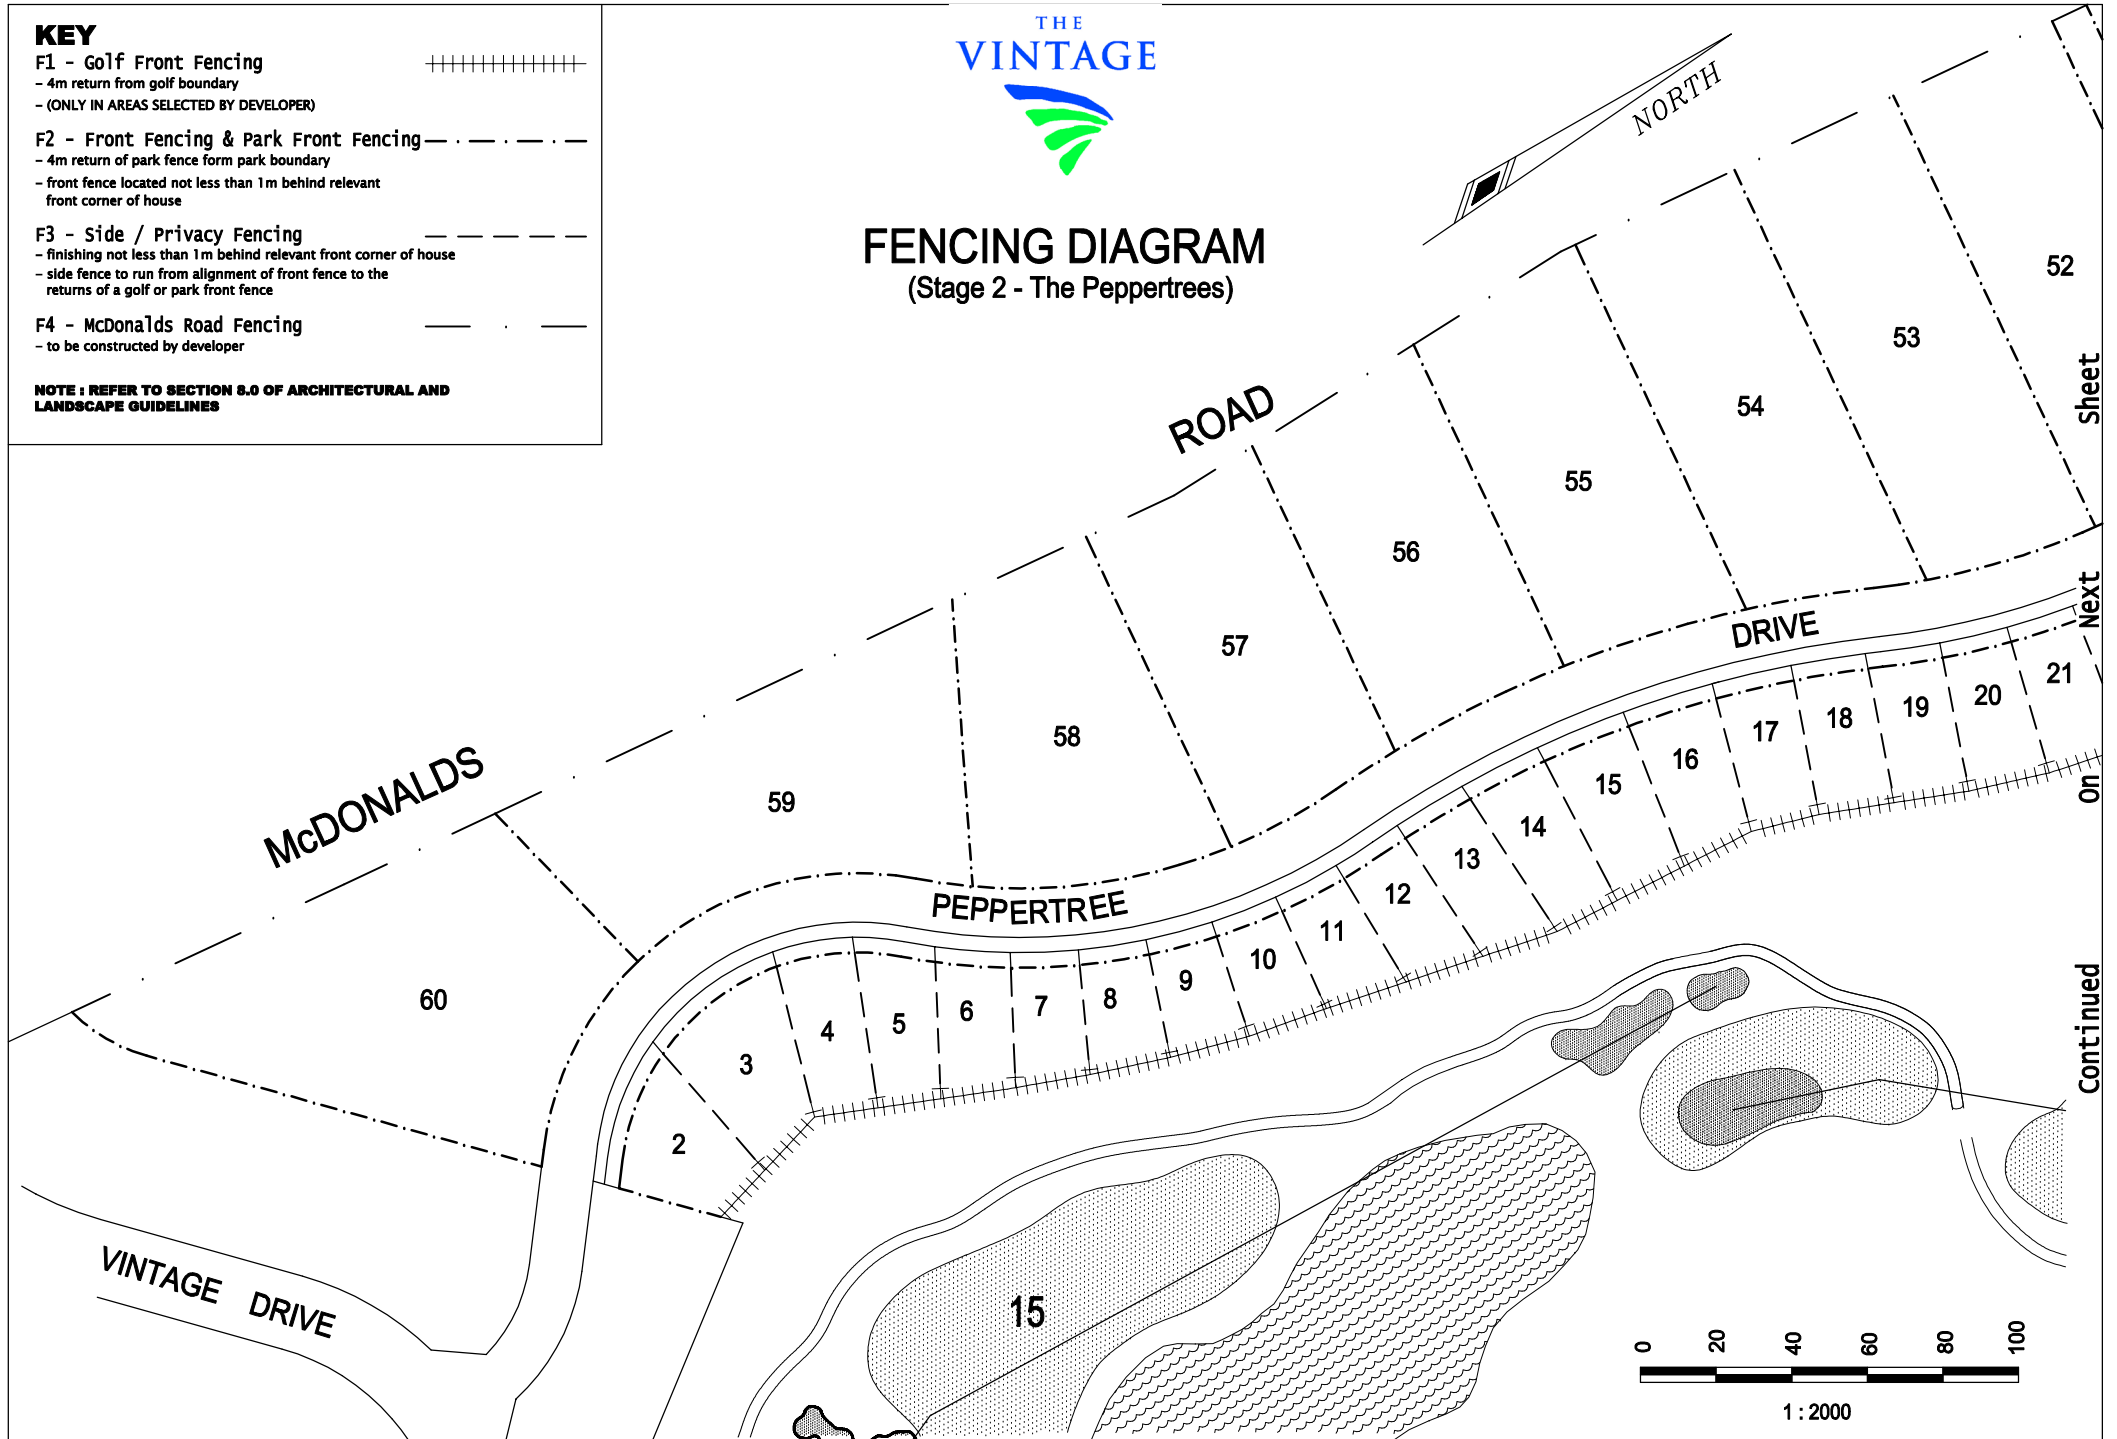 KEY
F1 - Golf Front Fencing
- 4m return from golf boundary
- (ONLY IN AREAS SELECTED BY DEVELOPER)
F2 - Front Fencing & Park Front Fencing
- 4m return of park fence form park boundary
- front fence located not less than 1m behind relevant
front corner of house
F3 - Side / Privacy Fencing
- finishing not less than 1m behind relevant front corner of house
- side fence to run from alignment of front fence to the
returns of a golf or park front fence
F4 - McDonalds Road Fencing
- to be constructed by developer
NOTE : REFER TO SECTION 8.0 OF ARCHITECTURAL AND
LANDSCAPE GUIDELINES
THE
VINTAGE
FENCING DIAGRAM
(Stage 2 - The Peppertrees)
NORTH
McDONALDS ROAD
52
53
54
55
56
57
58
59
60
PEPPERTREE DRIVE
2
3
4
5
6
7
8
9
10
11
12
13
14
15
16
17
18
19
20
21
Continued On Next Sheet
VINTAGE DRIVE
15
0 20 40 60 80 100
1 : 2000